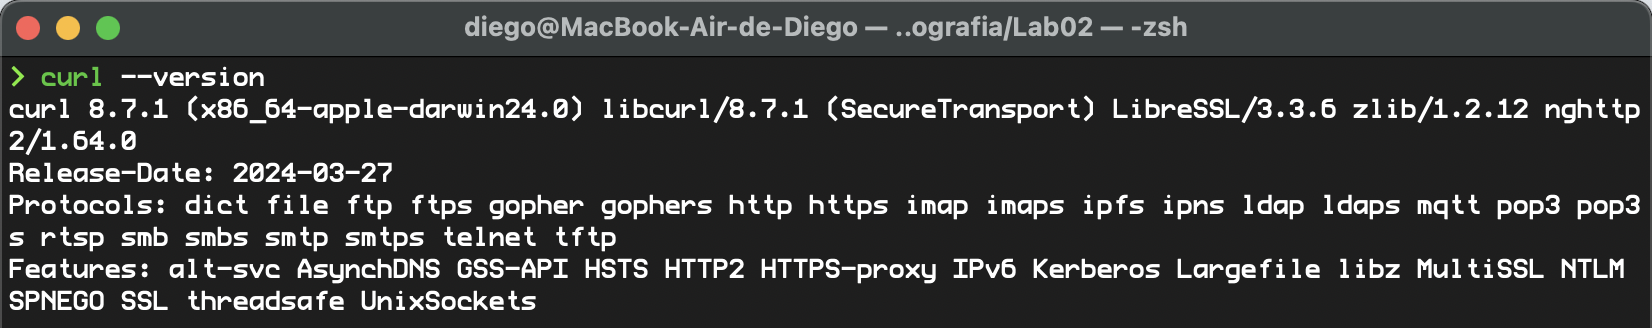 diego@MacBook-Air-de-Diego — ..ografia/Lab02 — -zsh
❯ curl --version
curl 8.7.1 (x86_64-apple-darwin24.0) libcurl/8.7.1 (SecureTransport) LibreSSL/3.3.6 zlib/1.2.12 nghttp
2/1.64.0
Release-Date: 2024-03-27
Protocols: dict file ftp ftps gopher gophers http https imap imaps ipfs ipns ldap ldaps mqtt pop3 pop3
s rtsp smb smbs smtp smtps telnet tftp
Features: alt-svc AsynchDNS GSS-API HSTS HTTP2 HTTPS-proxy IPv6 Kerberos Largefile libz MultiSSL NTLM
SPNEGO SSL threadsafe UnixSockets